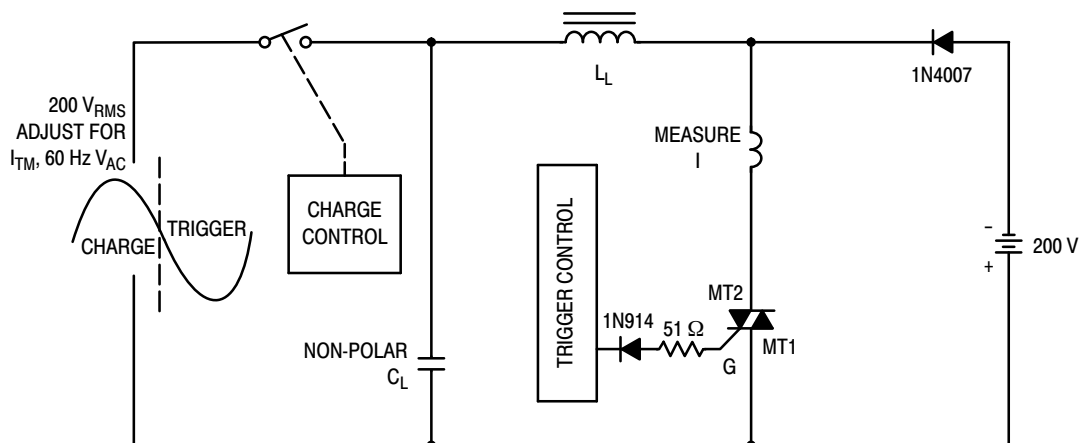 200 V_RMS
ADJUST FOR
I_TM, 60 Hz V_AC
CHARGE
TRIGGER
CHARGE
CONTROL
NON-POLAR
C_L
L_L
MEASURE
I
TRIGGER CONTROL
1N914
51 Ω
G
MT2
MT1
1N4007
-
+
200 V